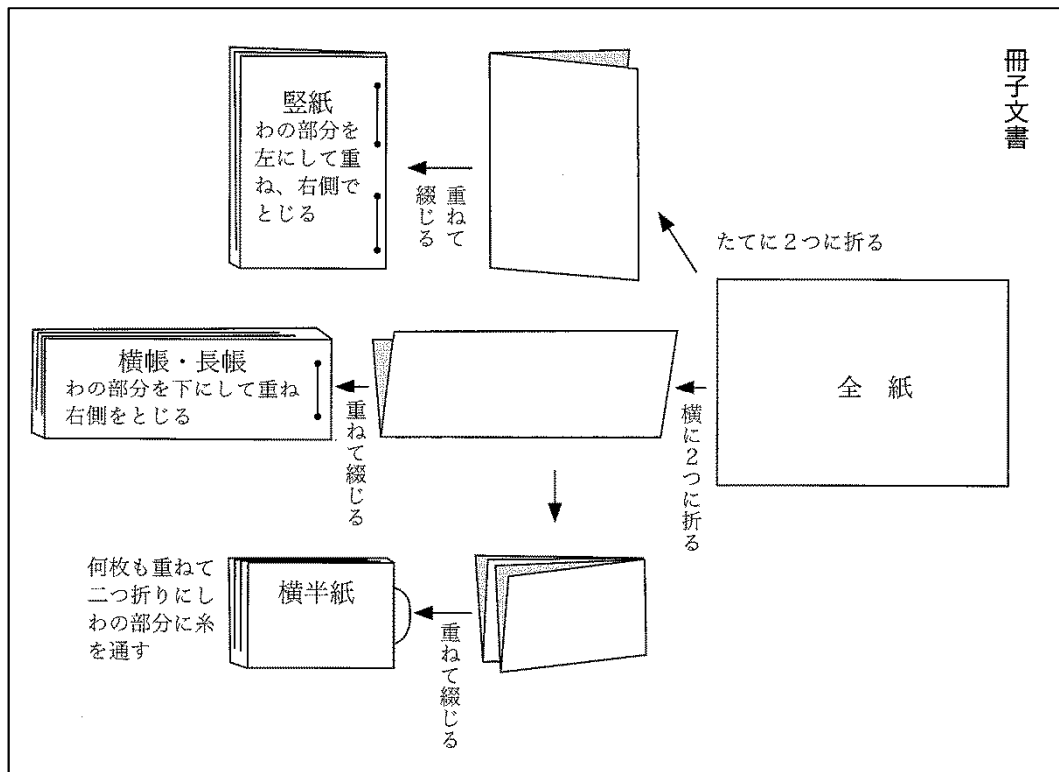 冊子文書
全　紙
たてに２つに折る
重ねて
綴じる
竪紙
わの部分を
左にして重
ね、右側で
とじる
横に２つに折る
重ねて綴じる
横帳・長帳
わの部分を下にして重ね
右側をとじる
重ねて綴じる
横半紙
何枚も重ねて
二つ折りにし
わの部分に糸
を通す